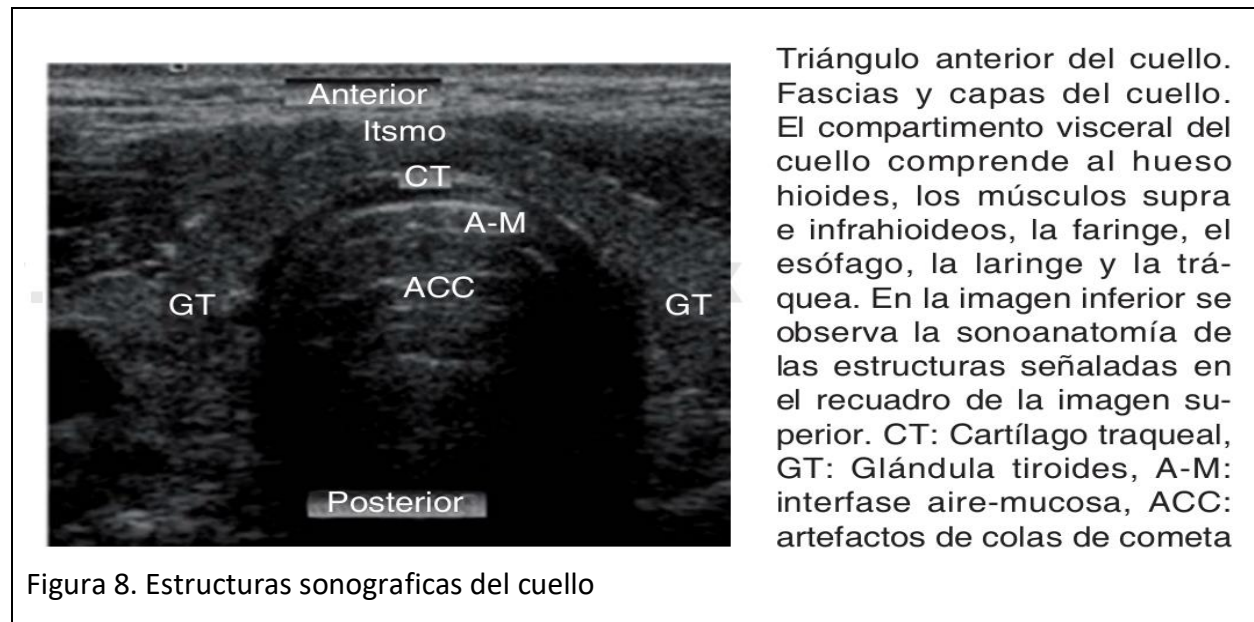 Anterior
Itsmo
CT
A-M
ACC
GT
GT
Posterior
Triángulo anterior del cuello.
Fascias y capas del cuello.
El compartimento visceral del
cuello comprende al hueso
hioides, los músculos supra
e infrahioideos, la faringe, el
esófago, la laringe y la trá-
quea. En la imagen inferior se
observa la sonoanatomía de
las estructuras señaladas en
el recuadro de la imagen su-
perior. CT: Cartílago traqueal,
GT: Glándula tiroides, A-M:
interfase aire-mucosa, ACC:
artefactos de colas de cometa
Figura 8. Estructuras sonograficas del cuello